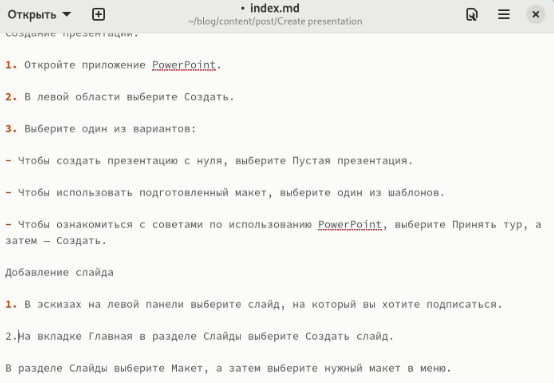 Открыть
• index.md
~/blog/content/post/Create presentation
Создание презентации:
1. Откройте приложение PowerPoint.
2. В левой области выберите Создать.
3. Выберите один из вариантов:
- Чтобы создать презентацию с нуля, выберите Пустая презентация.
- Чтобы использовать подготовленный макет, выберите один из шаблонов.
- Чтобы ознакомиться с советами по использованию PowerPoint, выберите Принять тур, а
затем — Создать.
Добавление слайда
1. В эскизах на левой панели выберите слайд, на который вы хотите подписаться.
2.На вкладке Главная в разделе Слайды выберите Создать слайд.
В разделе Слайды выберите Макет, а затем выберите нужный макет в меню.